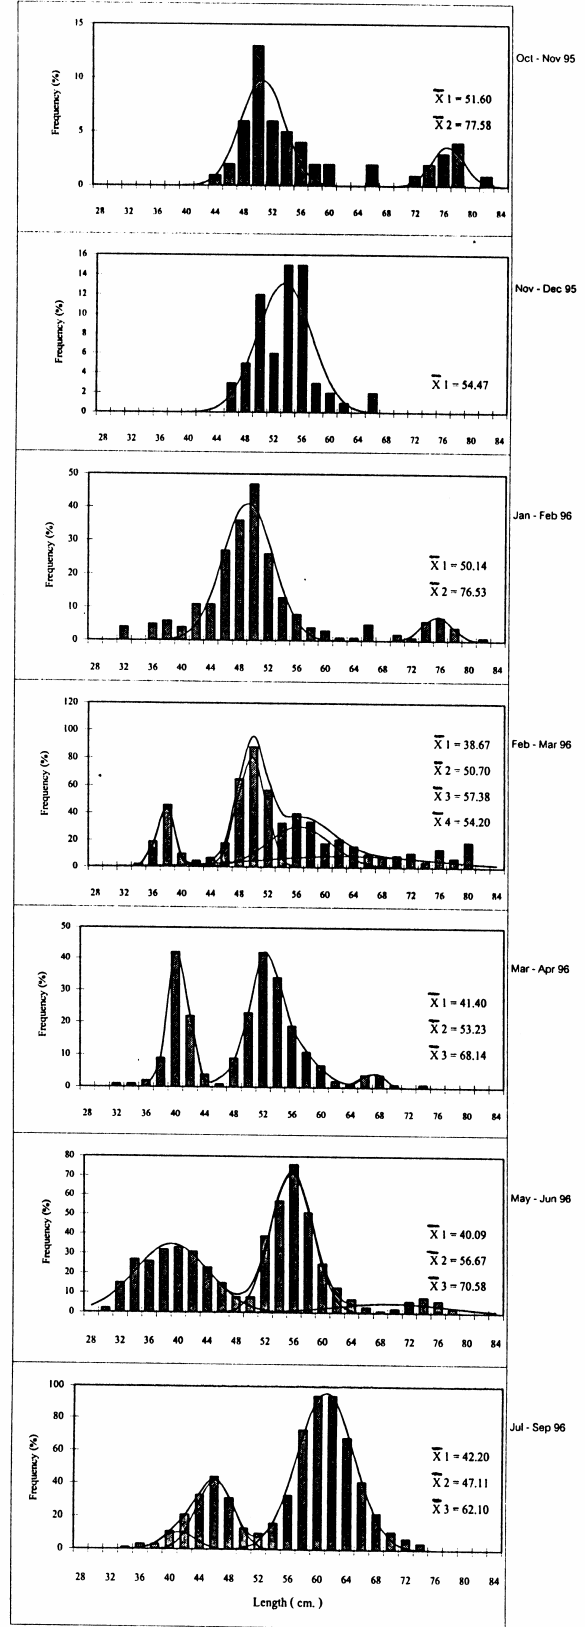 15
10
5
0
Frequency (%)
Oct - Nov 95
X̄ 1 = 51.60
X̄ 2 = 77.58
28 32 36 40 44 48 52 56 60 64 68 72 76 80 84
16
14
12
10
8
6
4
2
0
Frequency (%)
Nov - Dec 95
X̄ 1 = 54.47
28 32 36 40 44 48 52 56 60 64 68 72 76 80 84
50
40
30
20
10
0
Frequency (%)
Jan - Feb 96
X̄ 1 = 50.14
X̄ 2 = 76.53
28 32 36 40 44 48 52 56 60 64 68 72 76 80 84
120
100
80
60
40
20
0
Frequency (%)
Feb - Mar 96
X̄ 1 = 38.67
X̄ 2 = 50.70
X̄ 3 = 57.38
X̄ 4 = 54.20
28 32 36 40 44 48 52 56 60 64 68 72 76 80 84
50
40
30
20
10
0
Frequency (%)
Mar - Apr 96
X̄ 1 = 41.40
X̄ 2 = 53.23
X̄ 3 = 68.14
28 32 36 40 44 48 52 56 60 64 68 72 76 80 84
80
70
60
50
40
30
20
10
0
Frequency (%)
May - Jun 96
X̄ 1 = 40.09
X̄ 2 = 56.67
X̄ 3 = 70.58
28 32 36 40 44 48 52 56 60 64 68 72 76 80 84
100
80
60
40
20
0
Frequency (%)
Jul - Sep 96
X̄ 1 = 42.20
X̄ 2 = 47.11
X̄ 3 = 62.10
28 32 36 40 44 48 52 56 60 64 68 72 76 80 84
Length ( cm. )